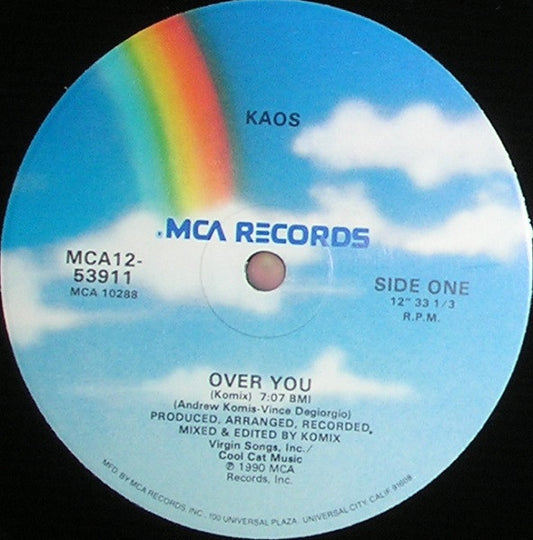 KAOS
MCA RECORDS
MCA12-
53911
MCA 10288
SIDE ONE
12" 33 1/3
R.P.M.
OVER YOU
(Komix) 7:07 BMI
(Andrew Komis-Vince Degiorgio)
PRODUCED, ARRANGED, RECORDED,
MIXED & EDITED BY KOMIX
Virgin Songs, Inc./
Cool Cat Music
℗ 1990 MCA
Records, Inc.
MFD. BY MCA RECORDS, INC., 100 UNIVERSAL PLAZA, UNIVERSAL CITY, CALIF. 91608